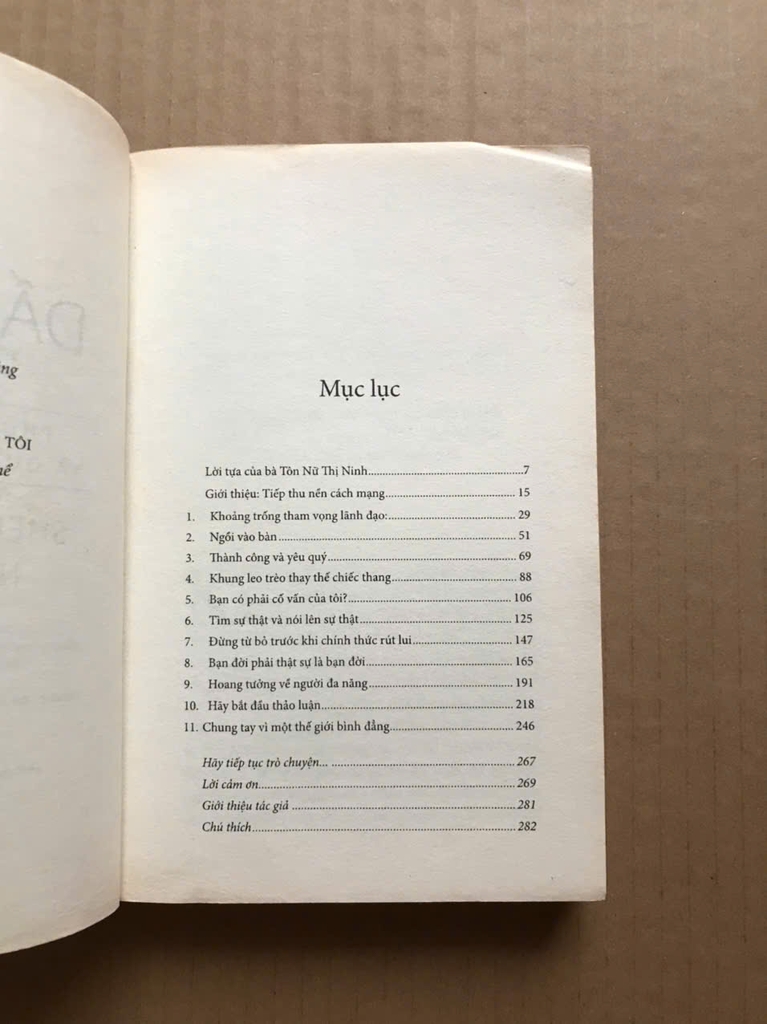 TÔI
Mục lục
Lời tựa của bà Tôn Nữ Thị Ninh..........7
Giới thiệu: Tiếp thu nền cách mạng..........15
1. Khoảng trống tham vọng lãnh đạo:..........29
2. Ngồi vào bàn..........51
3. Thành công và yêu quý..........69
4. Khung leo trèo thay thế chiếc thang..........88
5. Bạn có phải cố vấn của tôi?..........106
6. Tìm sự thật và nói lên sự thật..........125
7. Đừng từ bỏ trước khi chính thức rút lui..........147
8. Bạn đời phải thật sự là bạn đời..........165
9. Hoang tưởng về người đa năng..........191
10. Hãy bắt đầu thảo luận..........218
11. Chung tay vì một thế giới bình đẳng..........246
Hãy tiếp tục trò chuyện... ..........267
Lời cảm ơn..........269
Giới thiệu tác giả ..........281
Chú thích..........282